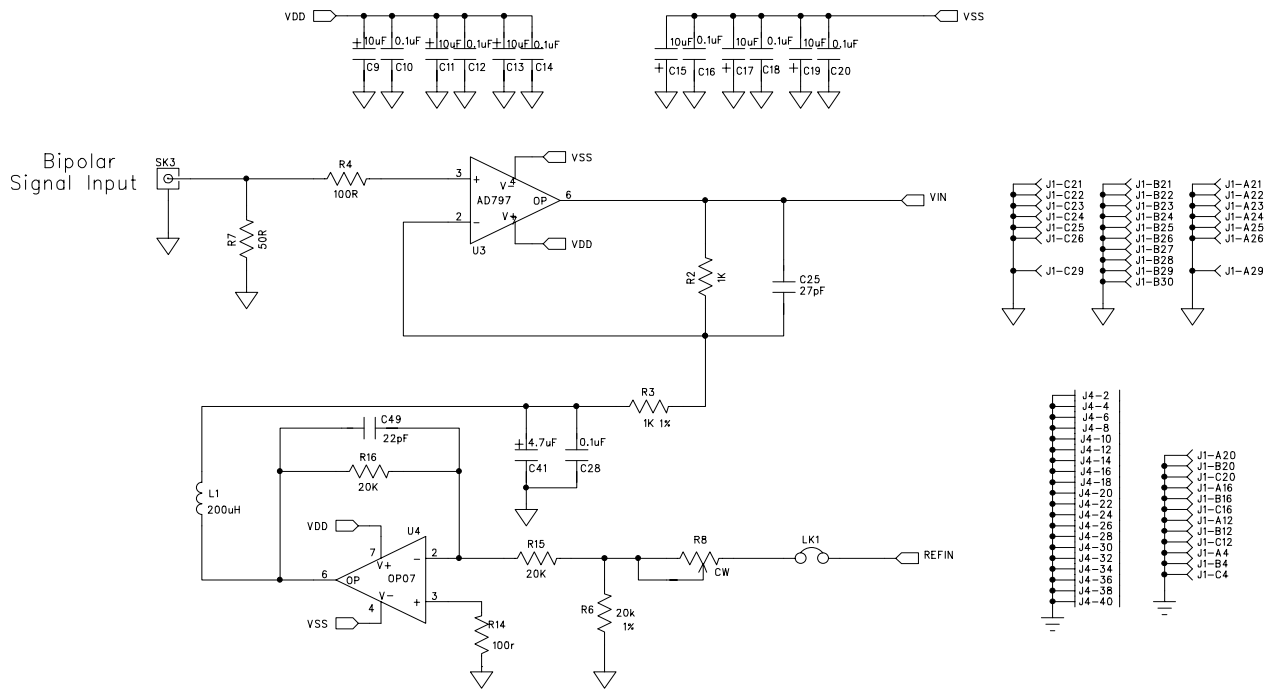 VDD
10uF 0.1uF 10uF 0.1uF 10uF 0.1uF
+ + +
C9 C10 C11 C12 C13 C14
VSS
10uF 0.1uF 10uF 0.1uF 10uF 0.1uF
+ + +
C15 C16 C17 C18 C19 C20
Bipolar
Signal Input
SK3
R4
100R
R7
50R
3
+
V-
4
VSS
AD797
OP
6
2
-
V+
7
VDD
U3
VIN
R2
1K
C25
27pF
J1-C21
J1-C22
J1-C23
J1-C24
J1-C25
J1-C26
J1-C29
J1-B21
J1-B22
J1-B23
J1-B24
J1-B25
J1-B26
J1-B27
J1-B28
J1-B29
J1-B30
J1-A21
J1-A22
J1-A23
J1-A24
J1-A25
J1-A26
J1-A29
R3
1K 1%
C49
22pF
+
4.7uF
C41
0.1uF
C28
R16
20K
L1
200uH
VDD
U4
7
V+
-
2
6
OP
OP07
V-
4
+
3
VSS
R14
100r
R15
20K
R8
CW
LK1
REFIN
R6
20k
1%
J4-2
J4-4
J4-6
J4-8
J4-10
J4-12
J4-14
J4-16
J4-18
J4-20
J4-22
J4-24
J4-26
J4-28
J4-30
J4-32
J4-34
J4-36
J4-38
J4-40
J1-A20
J1-B20
J1-C20
J1-A16
J1-B16
J1-C16
J1-A12
J1-B12
J1-C12
J1-A4
J1-B4
J1-C4